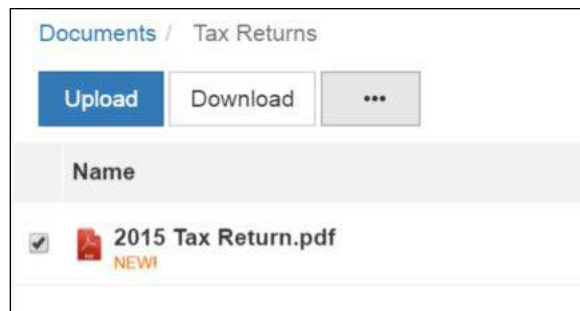 Documents / Tax Returns
Upload Download •••
Name
2015 Tax Return.pdf
NEW!